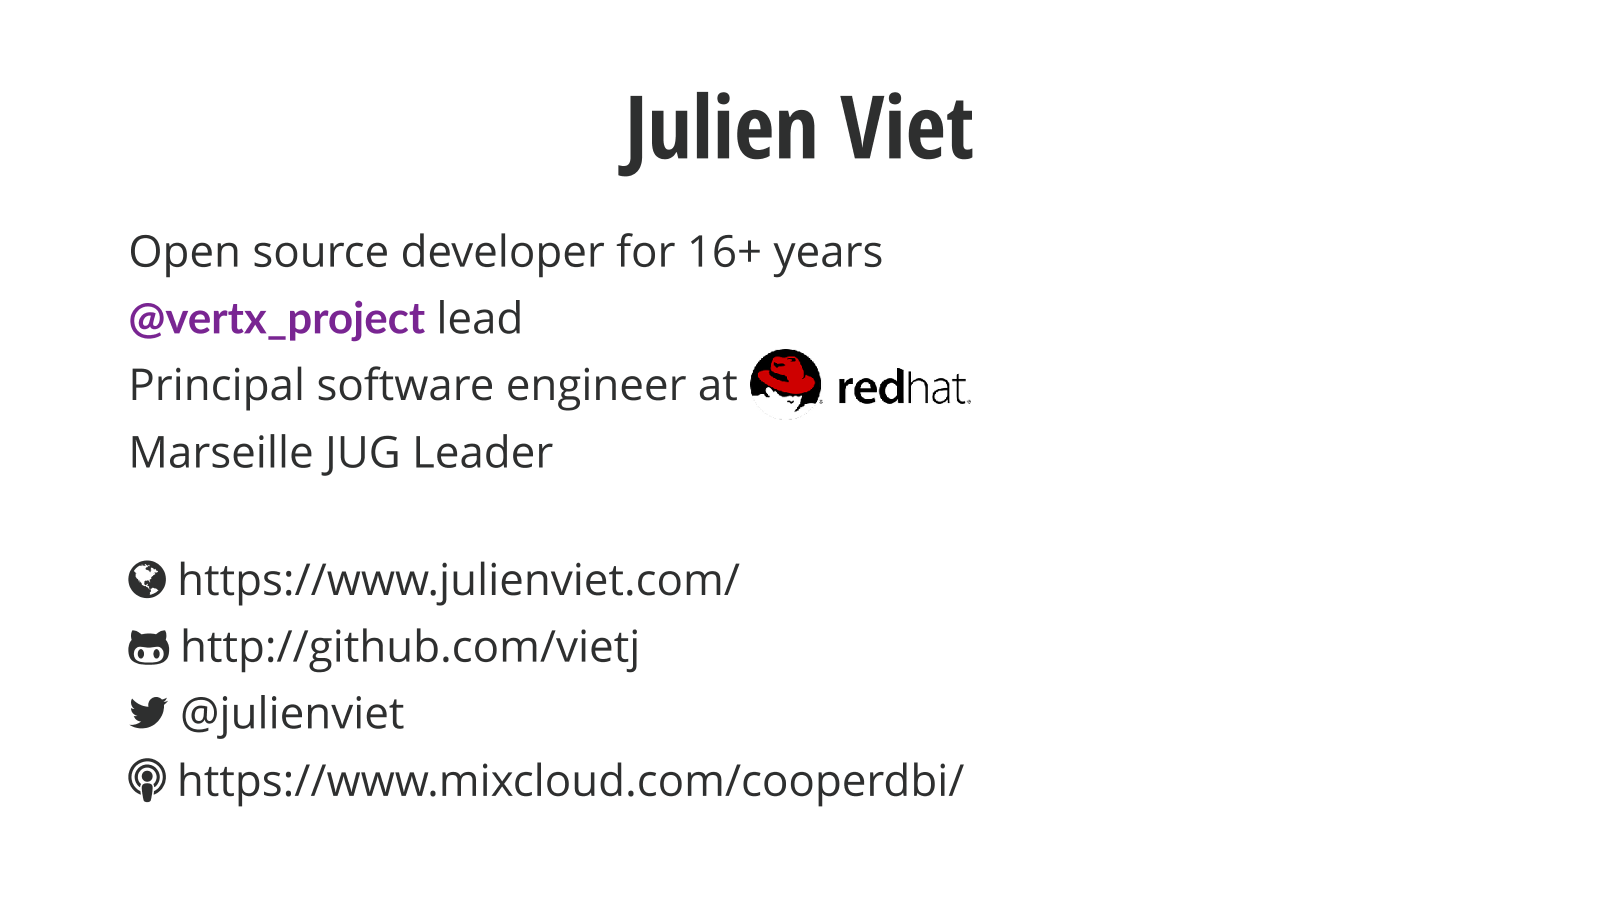 Julien Viet
Open source developer for 16+ years
@vertx_project lead
Principal software engineer at redhat.
Marseille JUG Leader
https://www.julienviet.com/
http://github.com/vietj
@julienviet
https://www.mixcloud.com/cooperdbi/